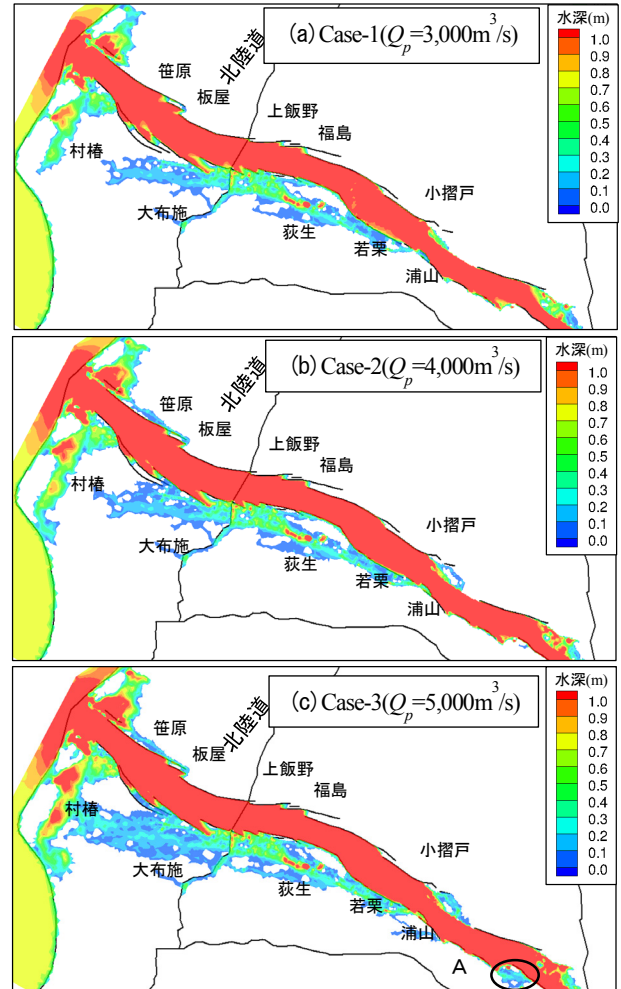 (a) Case-1(Qp=3,000m³/s)
水深(m)
1.0
0.9
0.8
0.7
0.6
0.5
0.4
0.3
0.2
0.1
0.0
北陸道
笹原
板屋
上飯野
福島
村椿
小摺戸
大布施
荻生
若栗
浦山
(b) Case-2(Qp=4,000m³/s)
水深(m)
1.0
0.9
0.8
0.7
0.6
0.5
0.4
0.3
0.2
0.1
0.0
北陸道
笹原
板屋
上飯野
福島
村椿
小摺戸
大布施
荻生
若栗
浦山
(c) Case-3(Qp=5,000m³/s)
水深(m)
1.0
0.9
0.8
0.7
0.6
0.5
0.4
0.3
0.2
0.1
0.0
北陸道
笹原
板屋
上飯野
福島
村椿
小摺戸
大布施
荻生
若栗
浦山
A